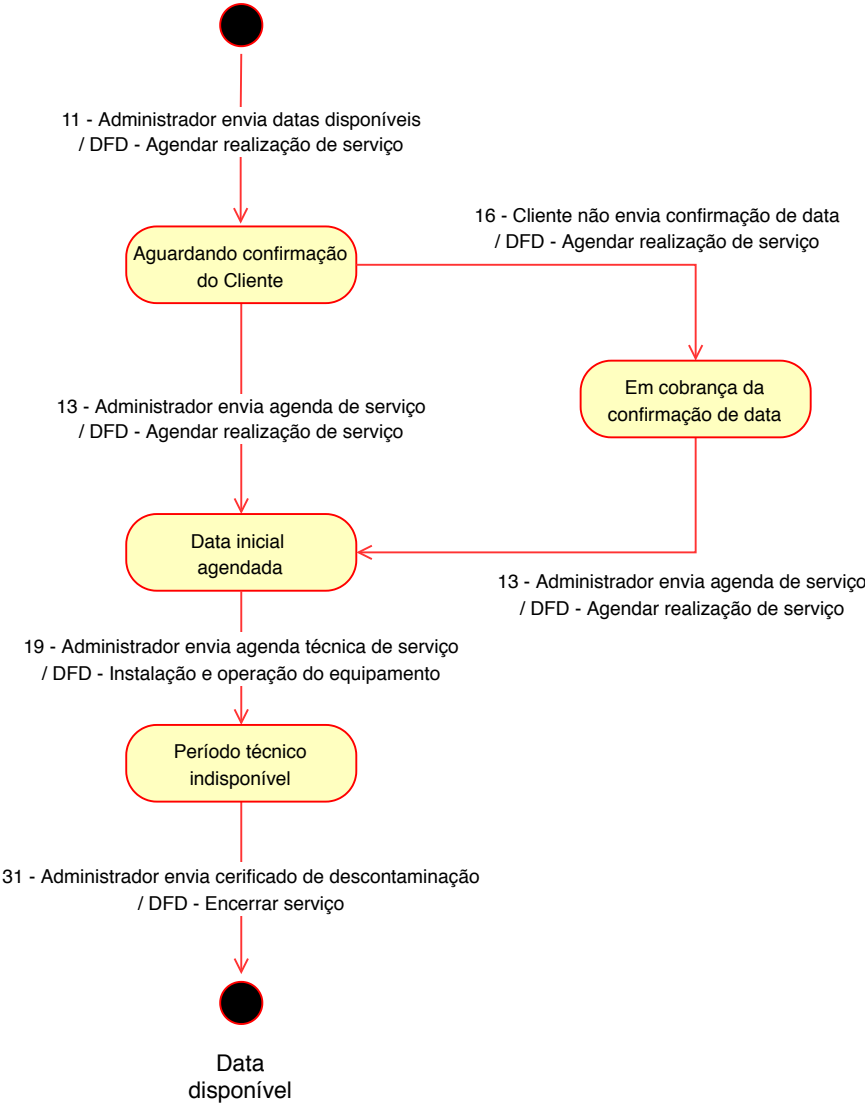 11 - Administrador envia datas disponíveis
/ DFD - Agendar realização de serviço
16 - Cliente não envia confirmação de data
/ DFD - Agendar realização de serviço
Aguardando confirmação
do Cliente
Em cobrança da
confirmação de data
13 - Administrador envia agenda de serviço
/ DFD - Agendar realização de serviço
Data inicial
agendada
13 - Administrador envia agenda de serviço
/ DFD - Agendar realização de serviço
19 - Administrador envia agenda técnica de serviço
/ DFD - Instalação e operação do equipamento
Período técnico
indisponível
31 - Administrador envia cerificado de descontaminação
/ DFD - Encerrar serviço
Data
disponível